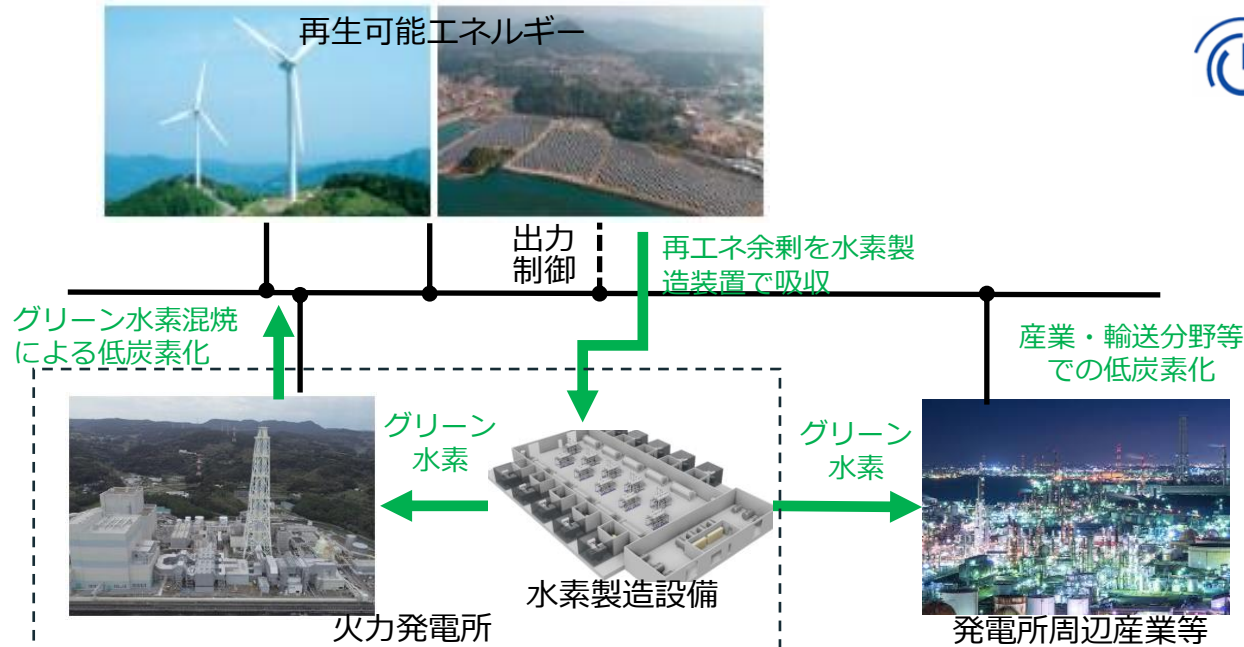 再生可能エネルギー
出力
制御
再エネ余剰を水素製
造装置で吸収
グリーン水素混焼
による低炭素化
産業・輸送分野等
での低炭素化
グリーン
水素
グリーン
水素
水素製造設備
火力発電所
発電所周辺産業等